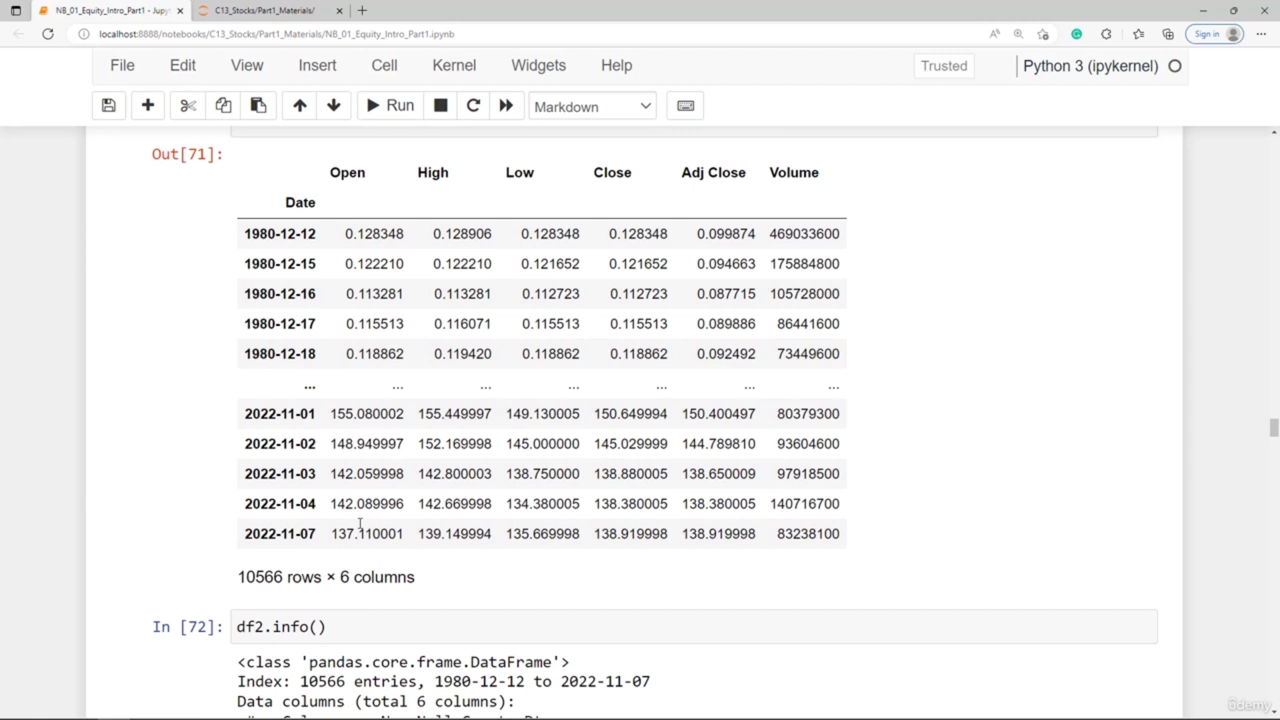 NB_01_Equity_Intro_Part1 - Jupy
C13_Stocks/Part1_Materials/
localhost:8888/notebooks/C13_Stocks/Part1_Materials/NB_01_Equity_Intro_Part1.ipynb
Sign in
File Edit View Insert Cell Kernel Widgets Help Trusted Python 3 (ipykernel)
Run Markdown
Out[71]:
Open High Low Close Adj Close Volume
Date
1980-12-12 0.128348 0.128906 0.128348 0.128348 0.099874 469033600
1980-12-15 0.122210 0.122210 0.121652 0.121652 0.094663 175884800
1980-12-16 0.113281 0.113281 0.112723 0.112723 0.087715 105728000
1980-12-17 0.115513 0.116071 0.115513 0.115513 0.089886 86441600
1980-12-18 0.118862 0.119420 0.118862 0.118862 0.092492 73449600
... ... ... ... ... ... ...
2022-11-01 155.080002 155.449997 149.130005 150.649994 150.400497 80379300
2022-11-02 148.949997 152.169998 145.000000 145.029999 144.789810 93604600
2022-11-03 142.059998 142.800003 138.750000 138.880005 138.650009 97918500
2022-11-04 142.089996 142.669998 134.380005 138.380005 138.380005 140716700
2022-11-07 137.110001 139.149994 135.669998 138.919998 138.919998 83238100
10566 rows × 6 columns
In [72]: df2.info()
<class 'pandas.core.frame.DataFrame'>
Index: 10566 entries, 1980-12-12 to 2022-11-07
Data columns (total 6 columns):
Udemy